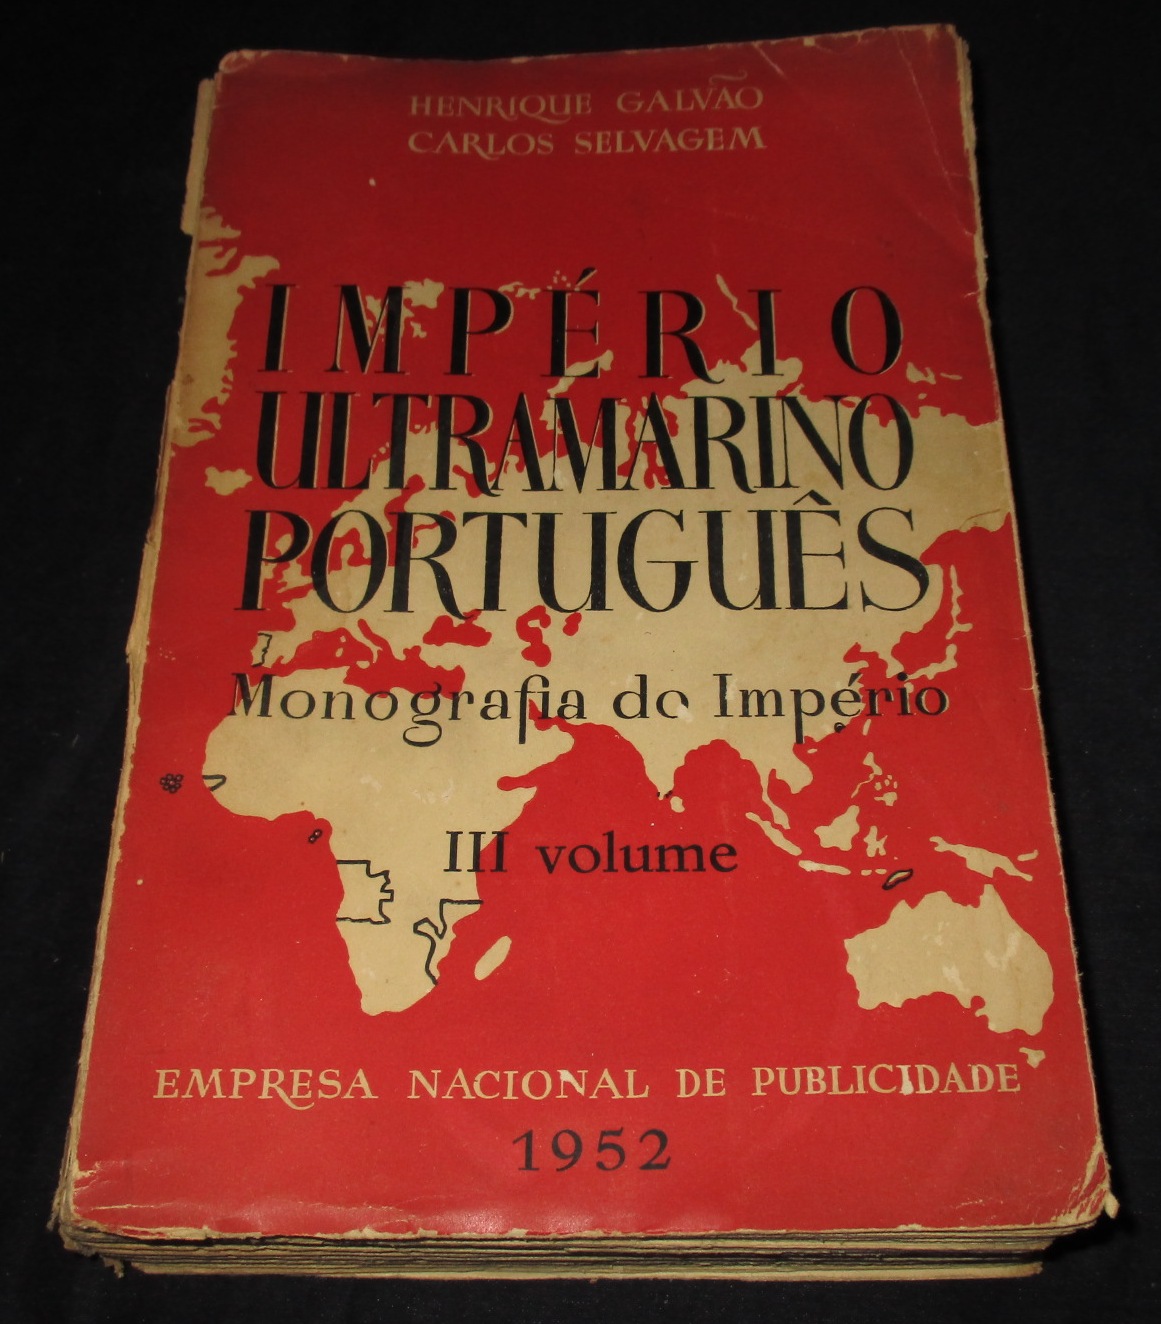 HENRIQUE GALVÃO
CARLOS SELVAGEM
IMPÉRIO
ULTRAMARINO
PORTUGUÊS
Monografia do Império
III volume
EMPRESA NACIONAL DE PUBLICIDADE
1952